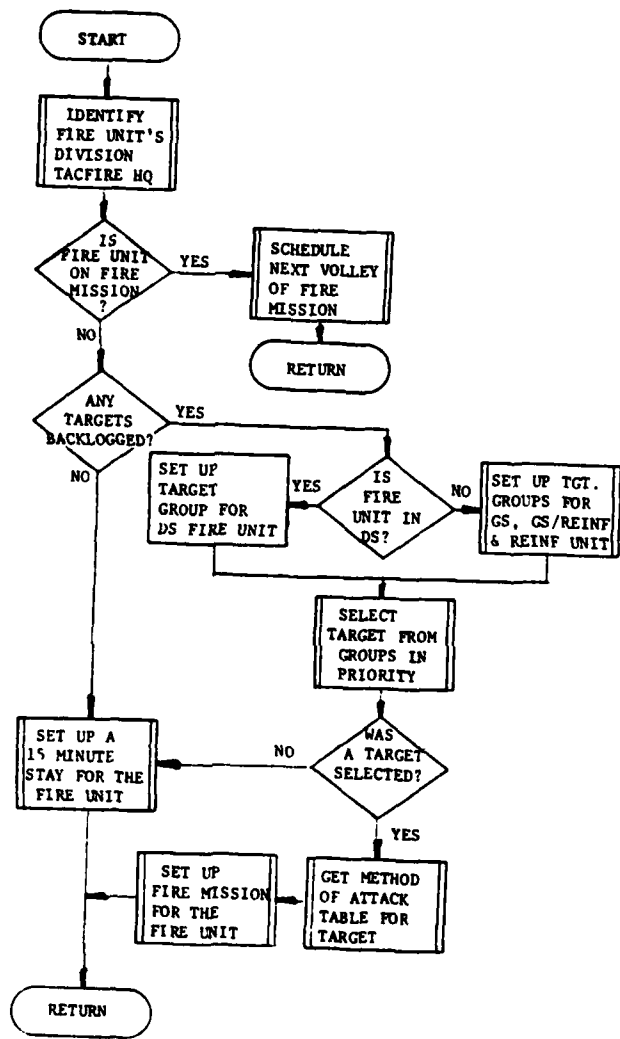 START
IDENTIFY
FIRE UNIT'S
DIVISION
TACFIRE HQ
IS
FIRE UNIT
ON FIRE
MISSION
?
YES
SCHEDULE
NEXT VOLLEY
OF FIRE
MISSION
RETURN
NO
ANY
TARGETS
BACKLOGGED?
YES
NO
IS
FIRE
UNIT IN
DS?
YES
SET UP
TARGET
GROUP FOR
DS FIRE UNIT
NO
SET UP TGT.
GROUPS FOR
GS, GS/REINF
& REINF UNIT
SELECT
TARGET FROM
GROUPS IN
PRIORITY
WAS
A TARGET
SELECTED?
NO
SET UP A
15 MINUTE
STAY FOR THE
FIRE UNIT
YES
GET METHOD
OF ATTACK
TABLE FOR
TARGET
SET UP
FIRE MISSION
FOR THE
FIRE UNIT
RETURN